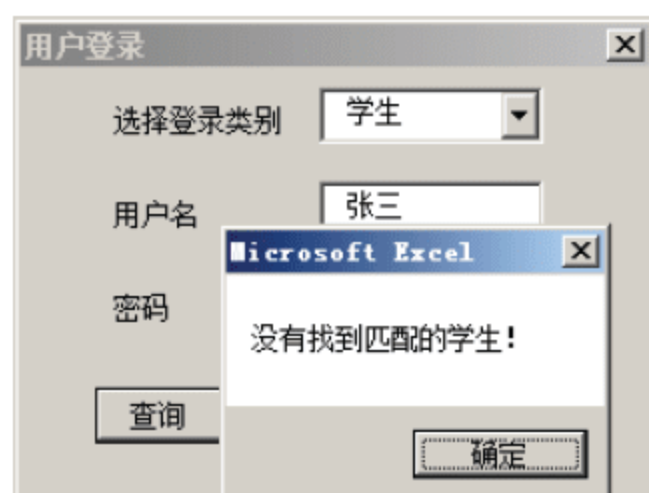 用户登录
选择登录类别 学生
用户名 张三
Microsoft Excel
密码
没有找到匹配的学生!
查询
确定